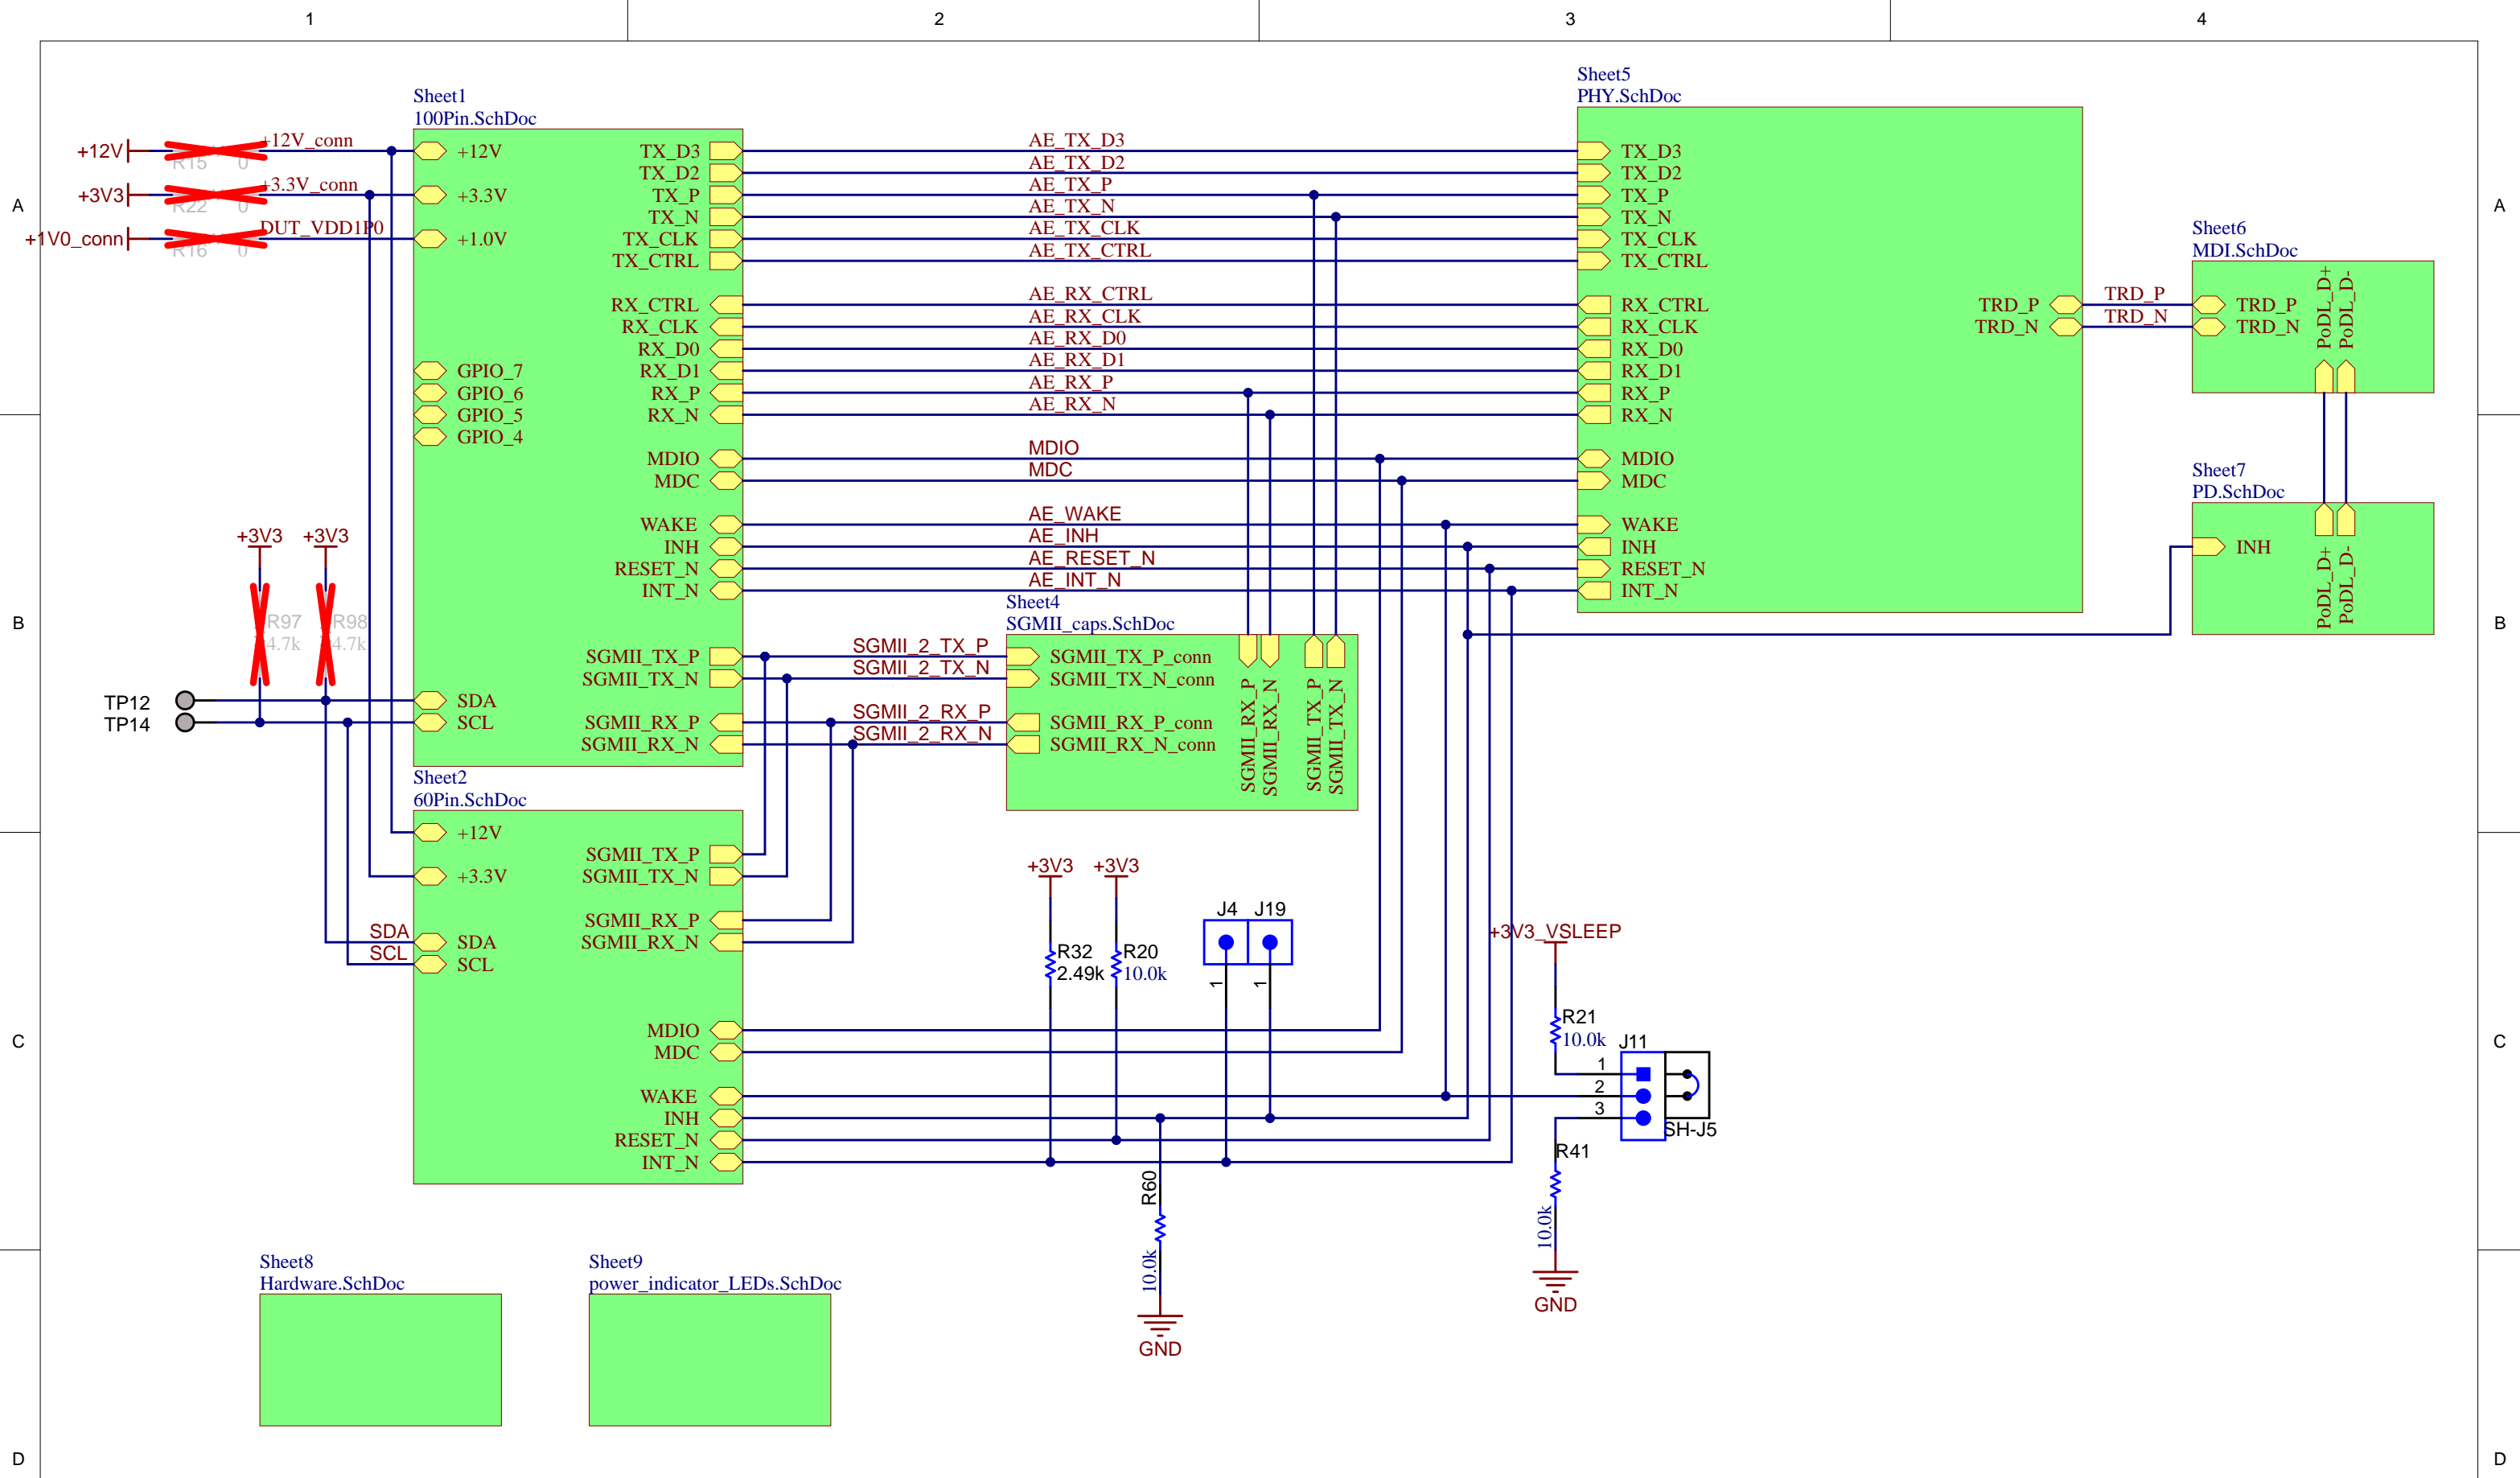 1 2 3 4
A A
B B
C C
D D
Sheet1
100Pin.SchDoc
+12V
R15 0
+12V_conn
+3V3
R22 0
+3.3V_conn
+1V0_conn
R16 0
DUT_VDD1P0
+12V
+3.3V
+1.0V
GPIO_7
GPIO_6
GPIO_5
GPIO_4
SDA
SCL
TX_D3
TX_D2
TX_P
TX_N
TX_CLK
TX_CTRL
RX_CTRL
RX_CLK
RX_D0
RX_D1
RX_P
RX_N
MDIO
MDC
WAKE
INH
RESET_N
INT_N
SGMII_TX_P
SGMII_TX_N
SGMII_RX_P
SGMII_RX_N
AE_TX_D3
AE_TX_D2
AE_TX_P
AE_TX_N
AE_TX_CLK
AE_TX_CTRL
AE_RX_CTRL
AE_RX_CLK
AE_RX_D0
AE_RX_D1
AE_RX_P
AE_RX_N
MDIO
MDC
AE_WAKE
AE_INH
AE_RESET_N
AE_INT_N
Sheet5
PHY.SchDoc
TX_D3
TX_D2
TX_P
TX_N
TX_CLK
TX_CTRL
RX_CTRL
RX_CLK
RX_D0
RX_D1
RX_P
RX_N
MDIO
MDC
WAKE
INH
RESET_N
INT_N
TRD_P
TRD_N
TRD_P
TRD_N
Sheet6
MDI.SchDoc
TRD_P
TRD_N
PoDL_D+
PoDL_D-
Sheet7
PD.SchDoc
INH
PoDL_D+
PoDL_D-
+3V3 +3V3
R97
4.7k
R98
4.7k
TP12
TP14
Sheet4
SGMII_caps.SchDoc
SGMII_2_TX_P
SGMII_2_TX_N
SGMII_2_RX_P
SGMII_2_RX_N
SGMII_TX_P_conn
SGMII_TX_N_conn
SGMII_RX_P_conn
SGMII_RX_N_conn
SGMII_RX_P
SGMII_RX_N
SGMII_TX_P
SGMII_TX_N
Sheet2
60Pin.SchDoc
+12V
+3.3V
SDA
SCL
SDA
SCL
SGMII_TX_P
SGMII_TX_N
SGMII_RX_P
SGMII_RX_N
MDIO
MDC
WAKE
INH
RESET_N
INT_N
+3V3 +3V3
R32
2.49k
R20
10.0k
J4 J19
1 1
R60
10.0k
GND
+3V3_VSLEEP
R21
10.0k
J11
1
2
3
SH-J5
R41
10.0k
GND
Sheet8
Hardware.SchDoc
Sheet9
power_indicator_LEDs.SchDoc